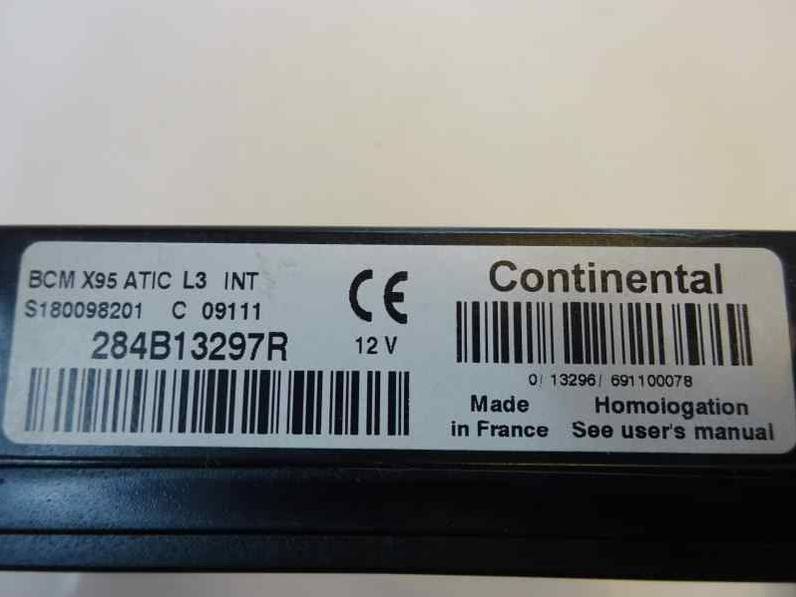 BCM X95 ATIC L3 INT
S180098201 C 09111
284B13297R
CE
12 V
Continental
0/ 13296/ 691100078
Made in France
Homologation See user's manual